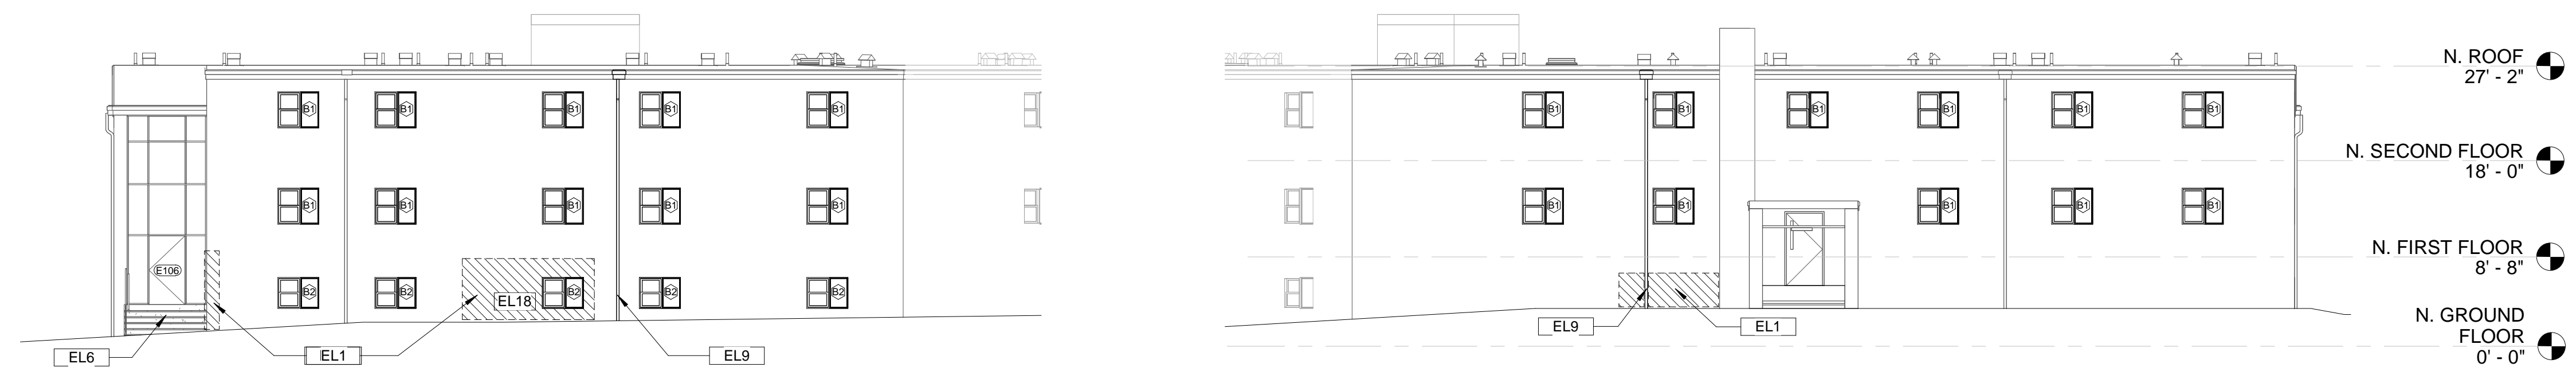 N. ROOF
27' - 2"
B1 B1 B1 B1 B1
B1 B1 B1 B1 B1 B1
N. SECOND FLOOR
18' - 0"
B1 B1 B1 B1 B1
B1 B1 B1 B1 B1
N. FIRST FLOOR
8' - 8"
E106
B2 B2 B2 B2 B2
EL18
N. GROUND
FLOOR
0' - 0"
EL6
EL1
EL9
EL9
EL1